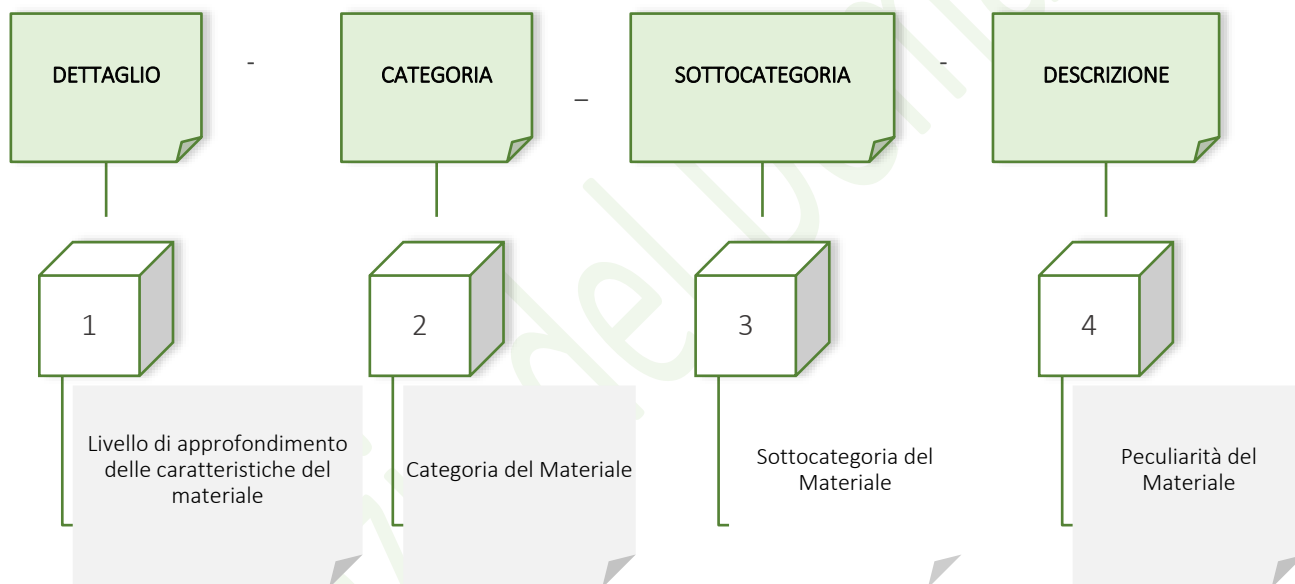 DETTAGLIO - CATEGORIA _ SOTTOCATEGORIA - DESCRIZIONE
1 2 3 4
Livello di approfondimento
delle caratteristiche del
materiale
Categoria del Materiale
Sottocategoria del
Materiale
Peculiarità del
Materiale
del